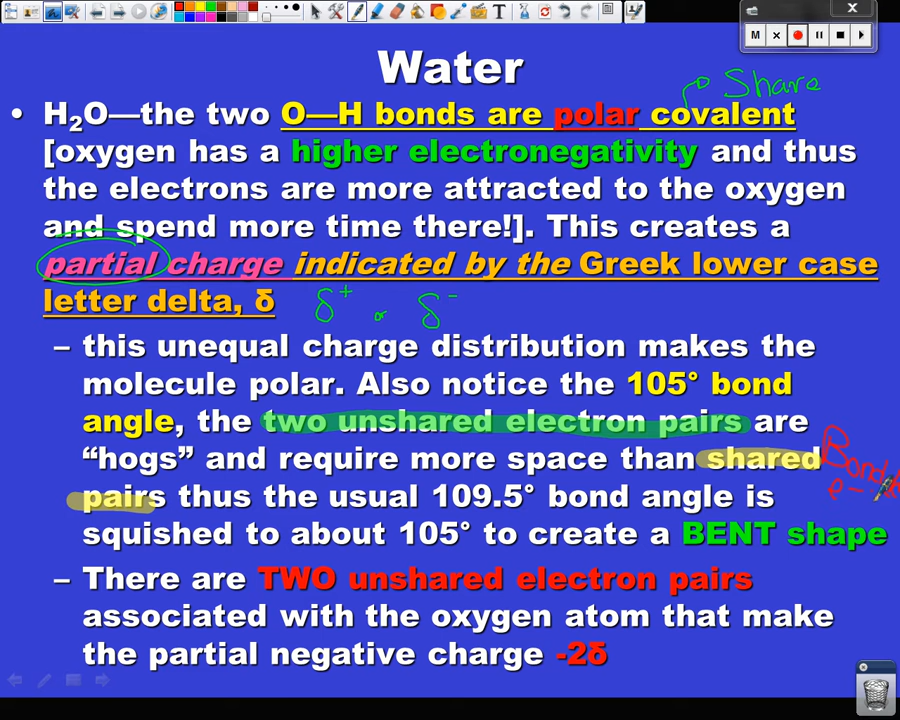 M
Water
Share
• H₂O—the two O—H bonds are polar covalent
[oxygen has a higher electronegativity and thus
the electrons are more attracted to the oxygen
and spend more time there!]. This creates a
partial charge indicated by the Greek lower case
letter delta, δ
δ⁺ or δ⁻
– this unequal charge distribution makes the
molecule polar. Also notice the 105° bond
angle, the two unshared electron pairs are
“hogs” and require more space than shared
pairs thus the usual 109.5° bond angle is
squished to about 105° to create a BENT shape
– There are TWO unshared electron pairs
associated with the oxygen atom that make
the partial negative charge -2δ